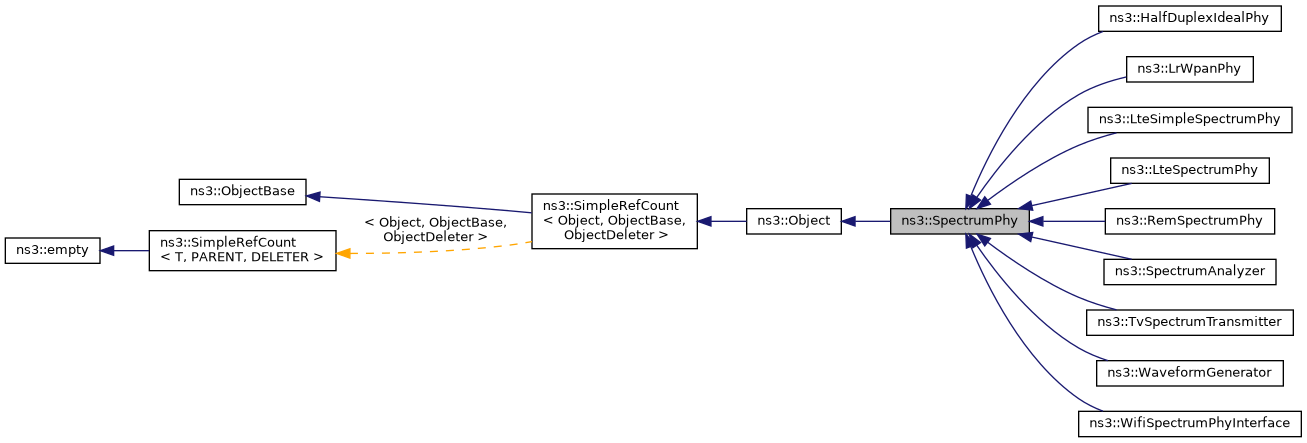 ns3::HalfDuplexIdealPhy
ns3::LrWpanPhy
ns3::LteSimpleSpectrumPhy
ns3::LteSpectrumPhy
ns3::ObjectBase
ns3::SimpleRefCount
< Object, ObjectBase,
ObjectDeleter >
< Object, ObjectBase,
ObjectDeleter >
ns3::Object
ns3::SpectrumPhy
ns3::RemSpectrumPhy
ns3::empty
ns3::SimpleRefCount
< T, PARENT, DELETER >
ns3::SpectrumAnalyzer
ns3::TvSpectrumTransmitter
ns3::WaveformGenerator
ns3::WifiSpectrumPhyInterface